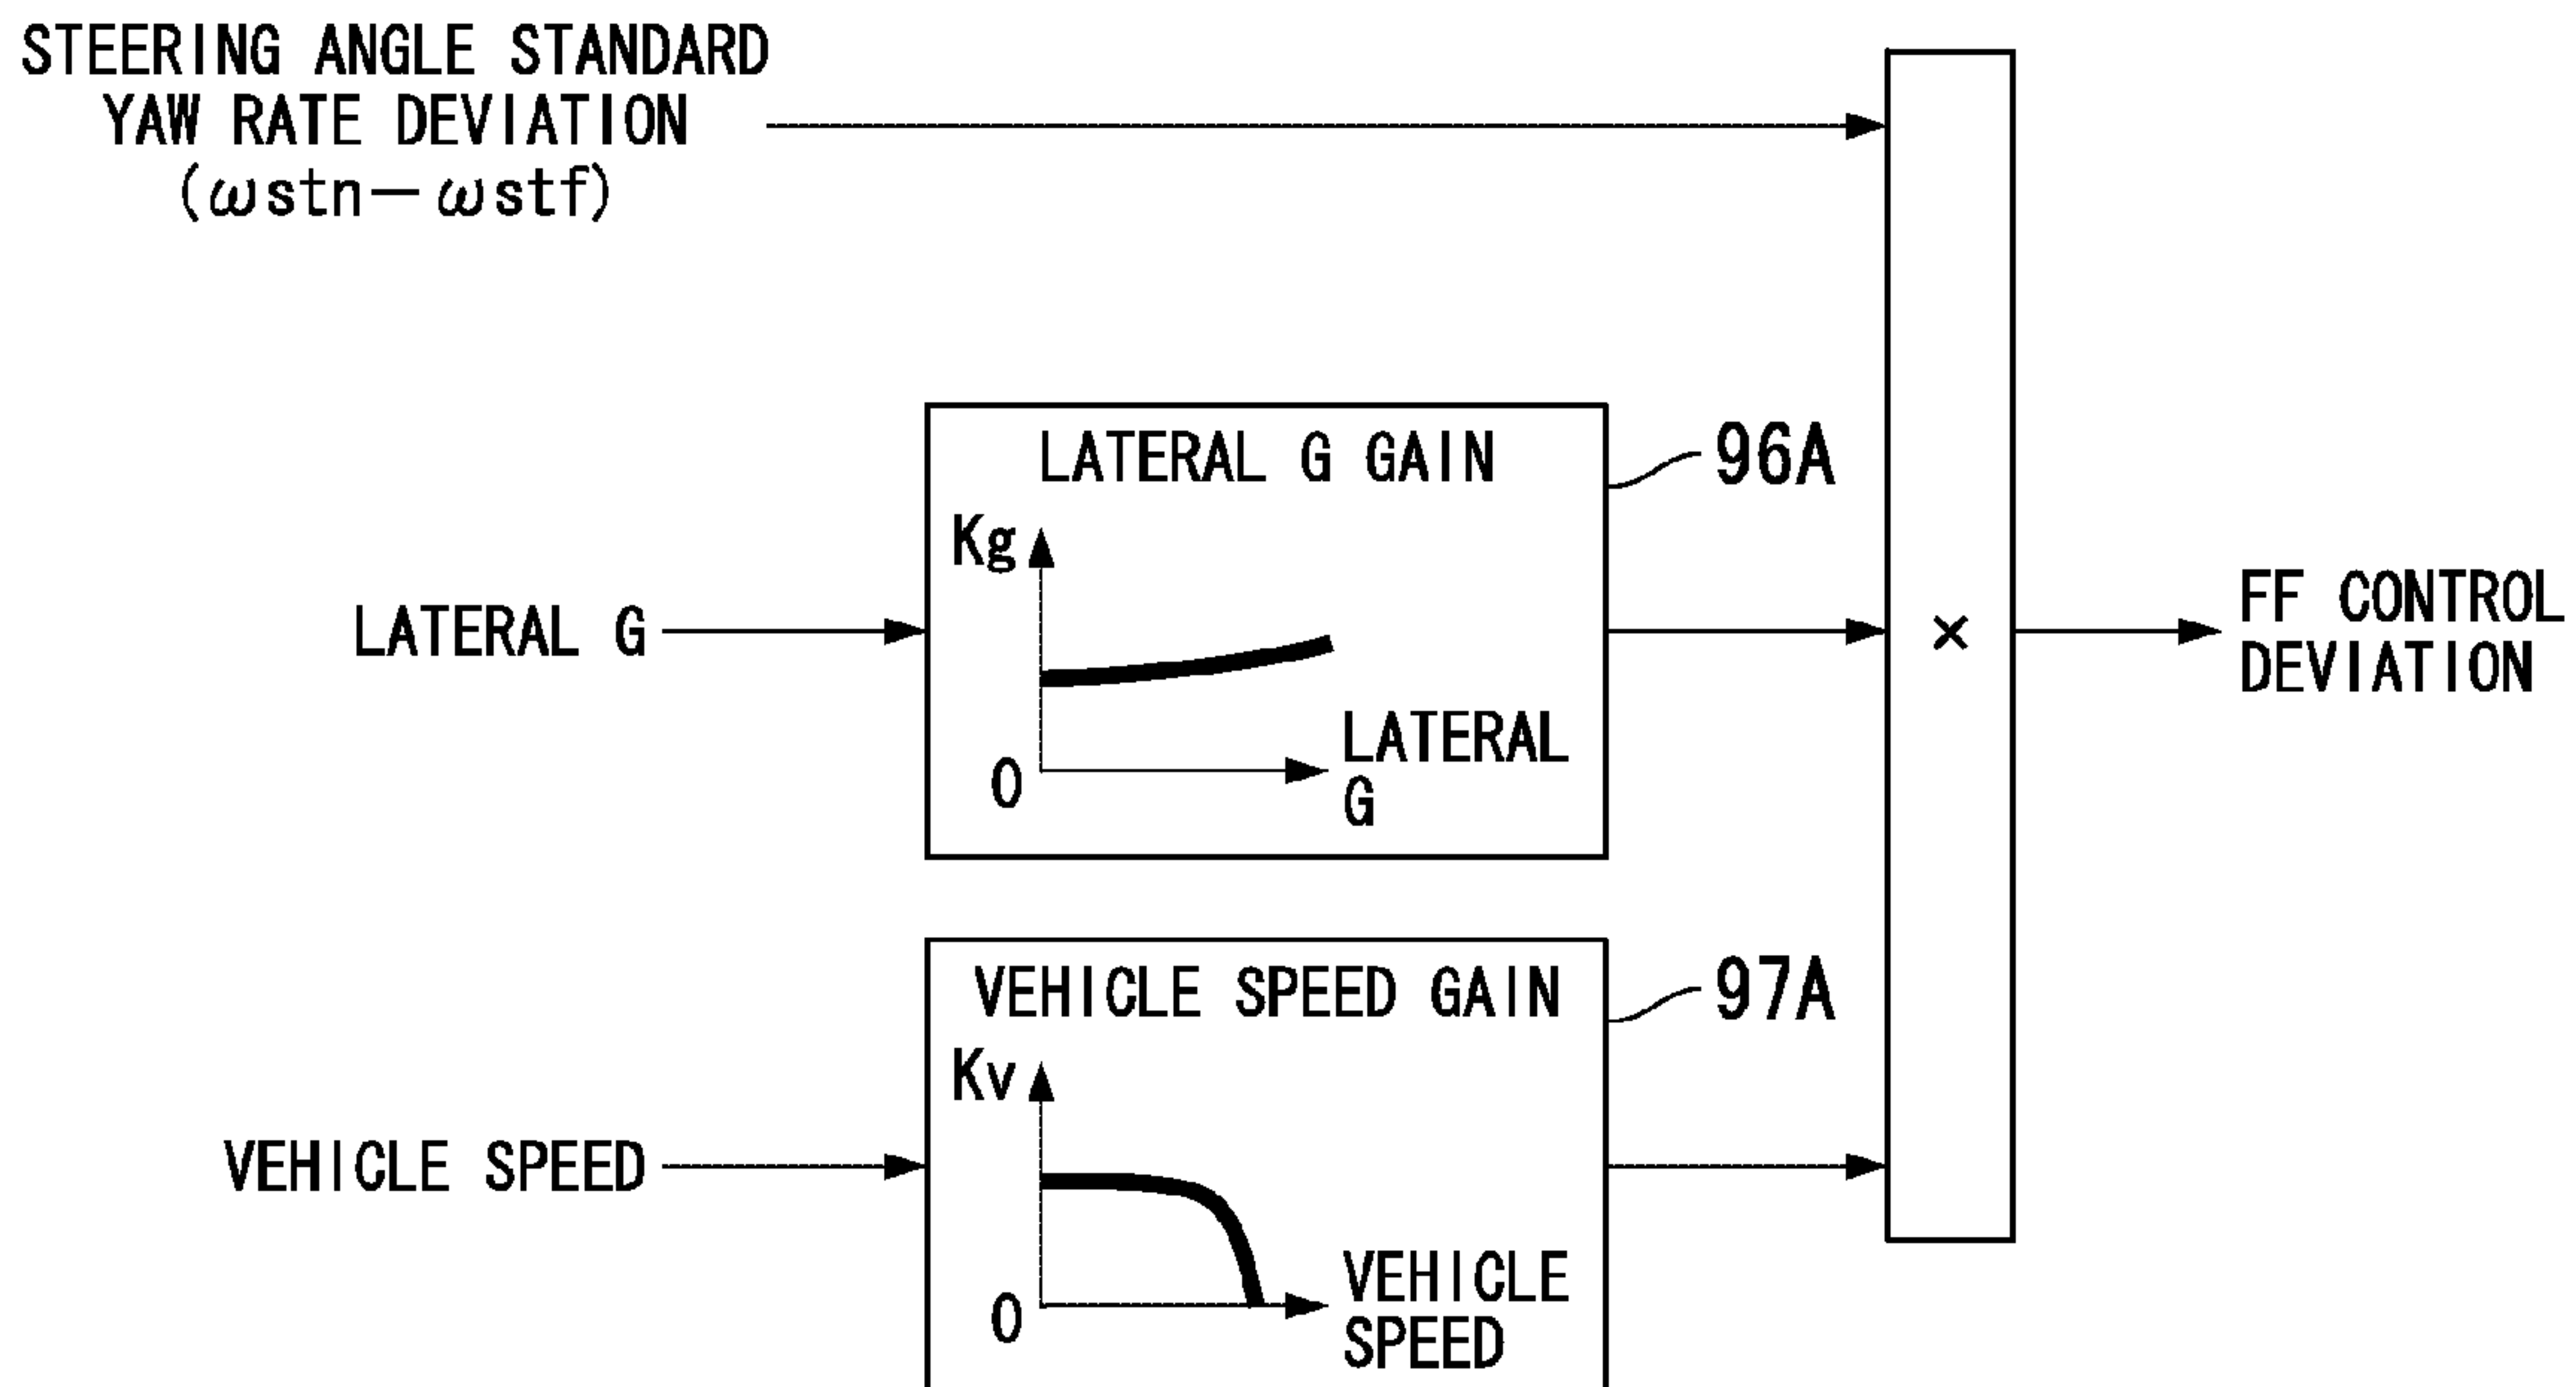 STEERING ANGLE STANDARD
YAW RATE DEVIATION
(ωstn−ωstf)
LATERAL G GAIN
96A
Kg
LATERAL G
0
LATERAL
G
×
FF CONTROL
DEVIATION
VEHICLE SPEED GAIN
97A
Kv
VEHICLE SPEED
0
VEHICLE
SPEED